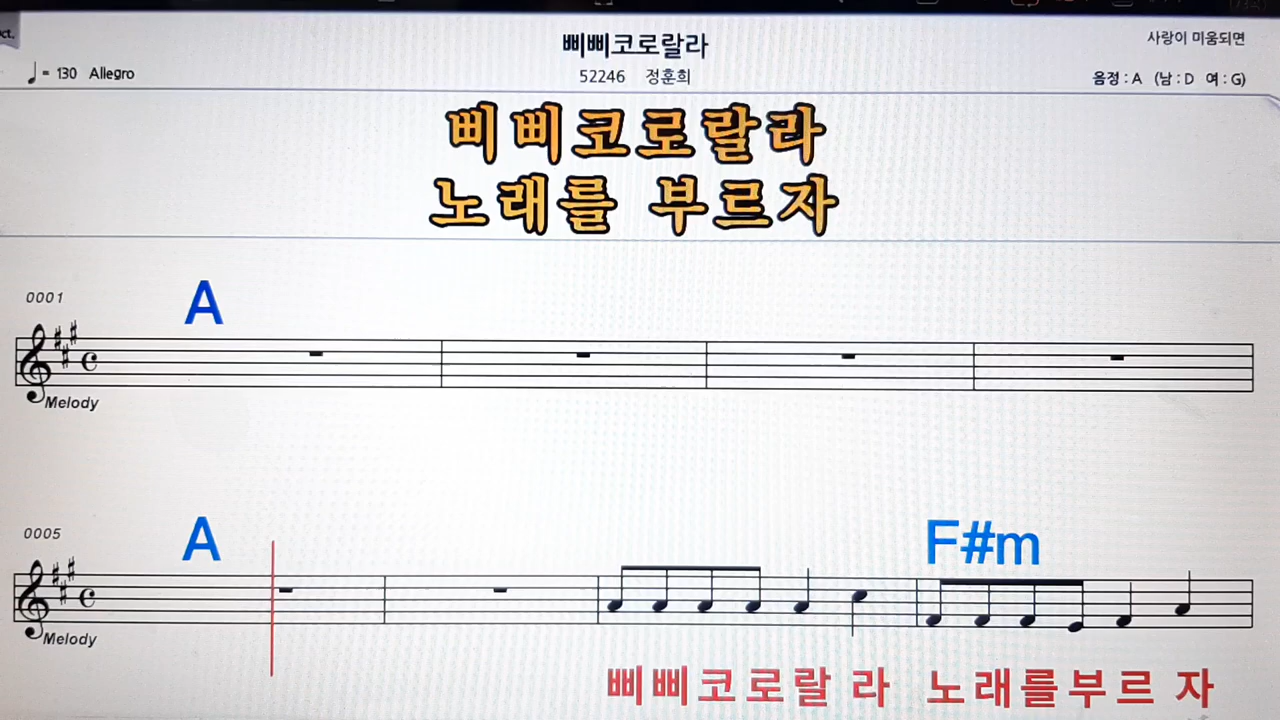 삐삐코로랄라
사랑이 미움되면
♩= 130 Allegro
52246 정훈희
음정 : A (남 : D 여 : G)
삐삐코로랄라
노래를 부르자
0001
A
Melody
0005
A F#m
Melody
삐삐코로랄 라 노래를부르 자